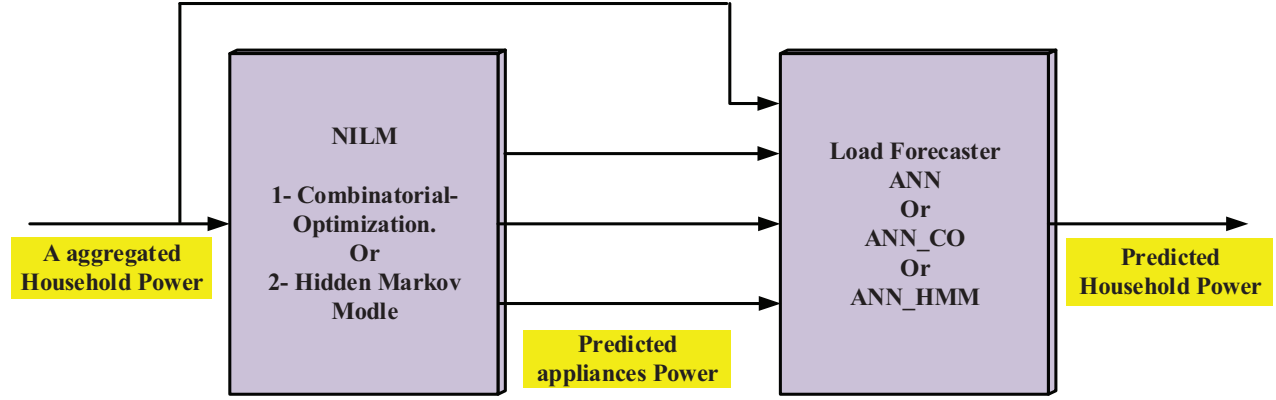 A aggregated
Household Power
NILM
1- Combinatorial-
Optimization.
Or
2- Hidden Markov
Modle
Predicted
appliances Power
Load Forecaster
ANN
Or
ANN_CO
Or
ANN_HMM
Predicted
Household Power